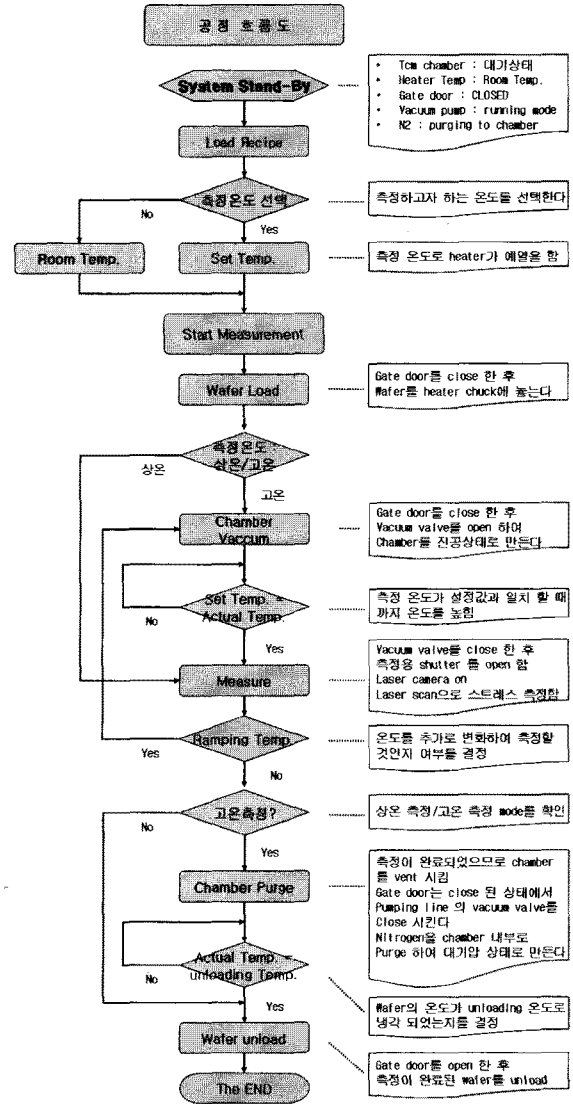 공정 흐름도
System Stand-By
• Tcm chamber : 대기상태
• Heater Temp : Room Temp.
• Gate door : CLOSED
• Vacuum pump : running mode
• N2 : purging to chamber
Load Recipe
측정온도 선택
측정하고자 하는 온도를 선택한다
No
Yes
Room Temp.
Set Temp.
측정 온도로 heater가 예열을 함
Start Measurement
Wafer Load
Gate door를 close 한 후
Wafer를 heater chuck에 놓는다
측정온도
상온/고온
상온
고온
Chamber
Vaccum
Gate door를 close 한 후
Vacuum valve를 open 하여
Chamber를 진공상태로 만든다
Set Temp. =
Actual Temp.
No
Yes
측정 온도가 설정값과 일치 할 때
까지 온도를 높힘
Measure
Vacuum valve를 close 한 후
측정용 shutter 를 open 함
Laser camera on
Laser scan으로 스트레스 측정함
Ramping Temp.
Yes
No
온도를 추가로 변화하여 측정할
것인지 여부를 결정
고온측정?
No
Yes
상온 측정/고온 측정 mode를 확인
Chamber Purge
측정이 완료되었으므로 chamber
를 vent 시킴
Gate door는 close 된 상태에서
Pumping line 의 vacuum valve를
Close 시킨다
Nitrogen을 chamber 내부로
Purge 하여 대기압 상태로 만든다
Actual Temp. =
unloading Temp.
No
Yes
Wafer의 온도가 unloading 온도로
냉각 되었는지를 결정
Wafer unload
Gate door를 open 한 후
측정이 완료된 wafer를 unload
The END